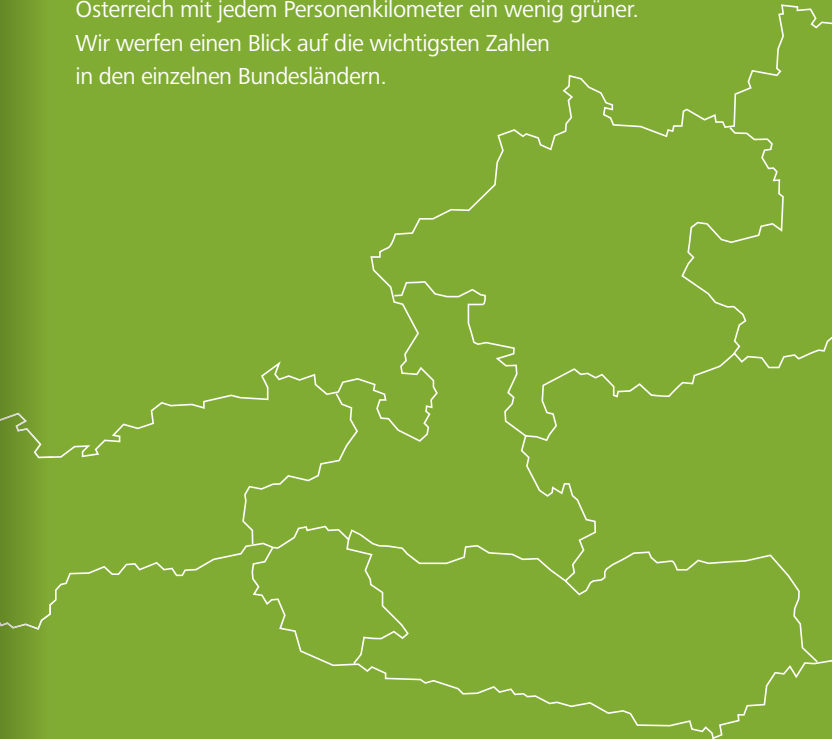 Österreich mit jedem Personenkilometer ein wenig grüner.
Wir werfen einen Blick auf die wichtigsten Zahlen
in den einzelnen Bundesländern.